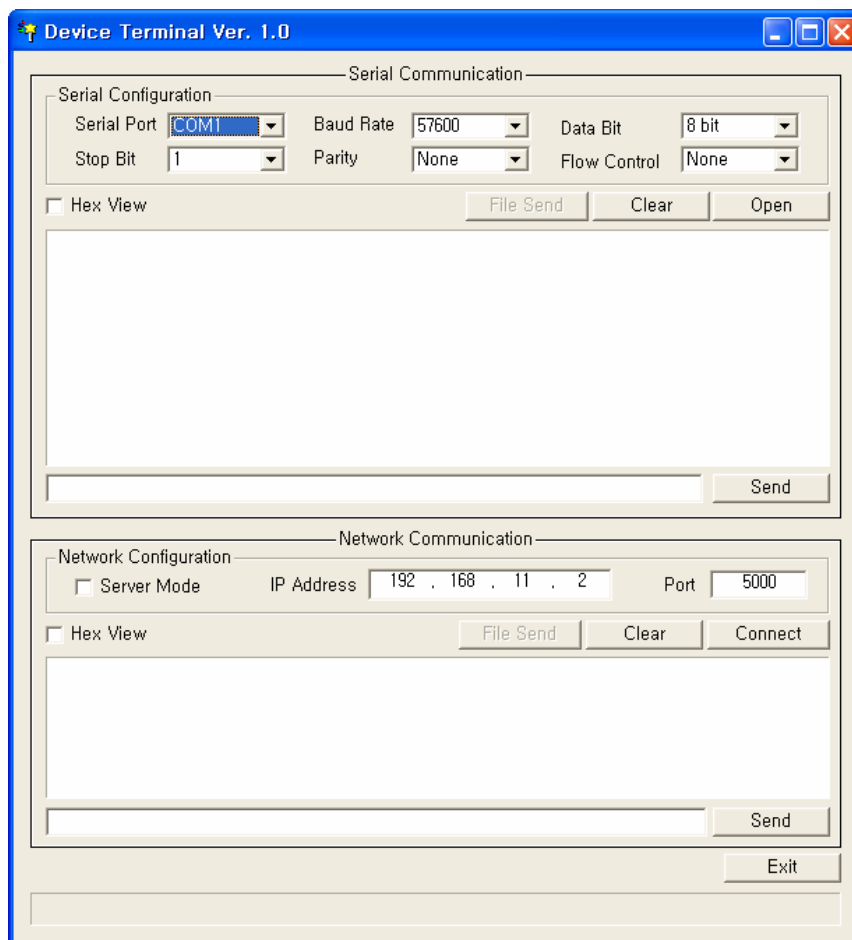 Device Terminal Ver. 1.0
Serial Communication
Serial Configuration
Serial Port COM1 Baud Rate 57600 Data Bit 8 bit
Stop Bit 1 Parity None Flow Control None
Hex View File Send Clear Open
Send
Network Communication
Network Configuration
Server Mode IP Address 192 . 168 . 11 . 2 Port 5000
Hex View File Send Clear Connect
Send
Exit